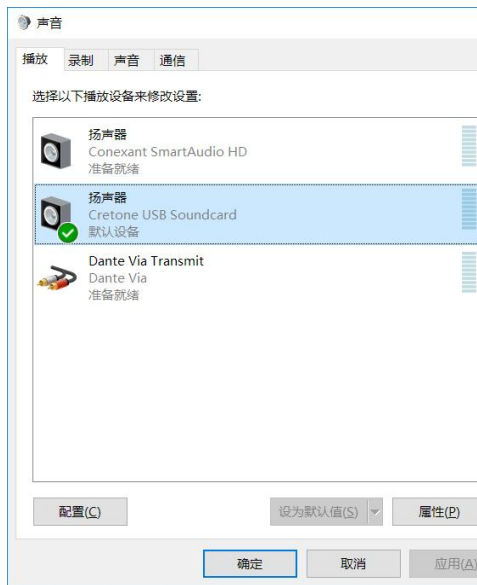 声音
播放 录制 声音 通信
选择以下播放设备来修改设置:
扬声器
Conexant SmartAudio HD
准备就绪
扬声器
Cretone USB Soundcard
默认设备
Dante Via Transmit
Dante Via
准备就绪
配置(C) 设为默认值(S) 属性(P)
确定 取消 应用(A)